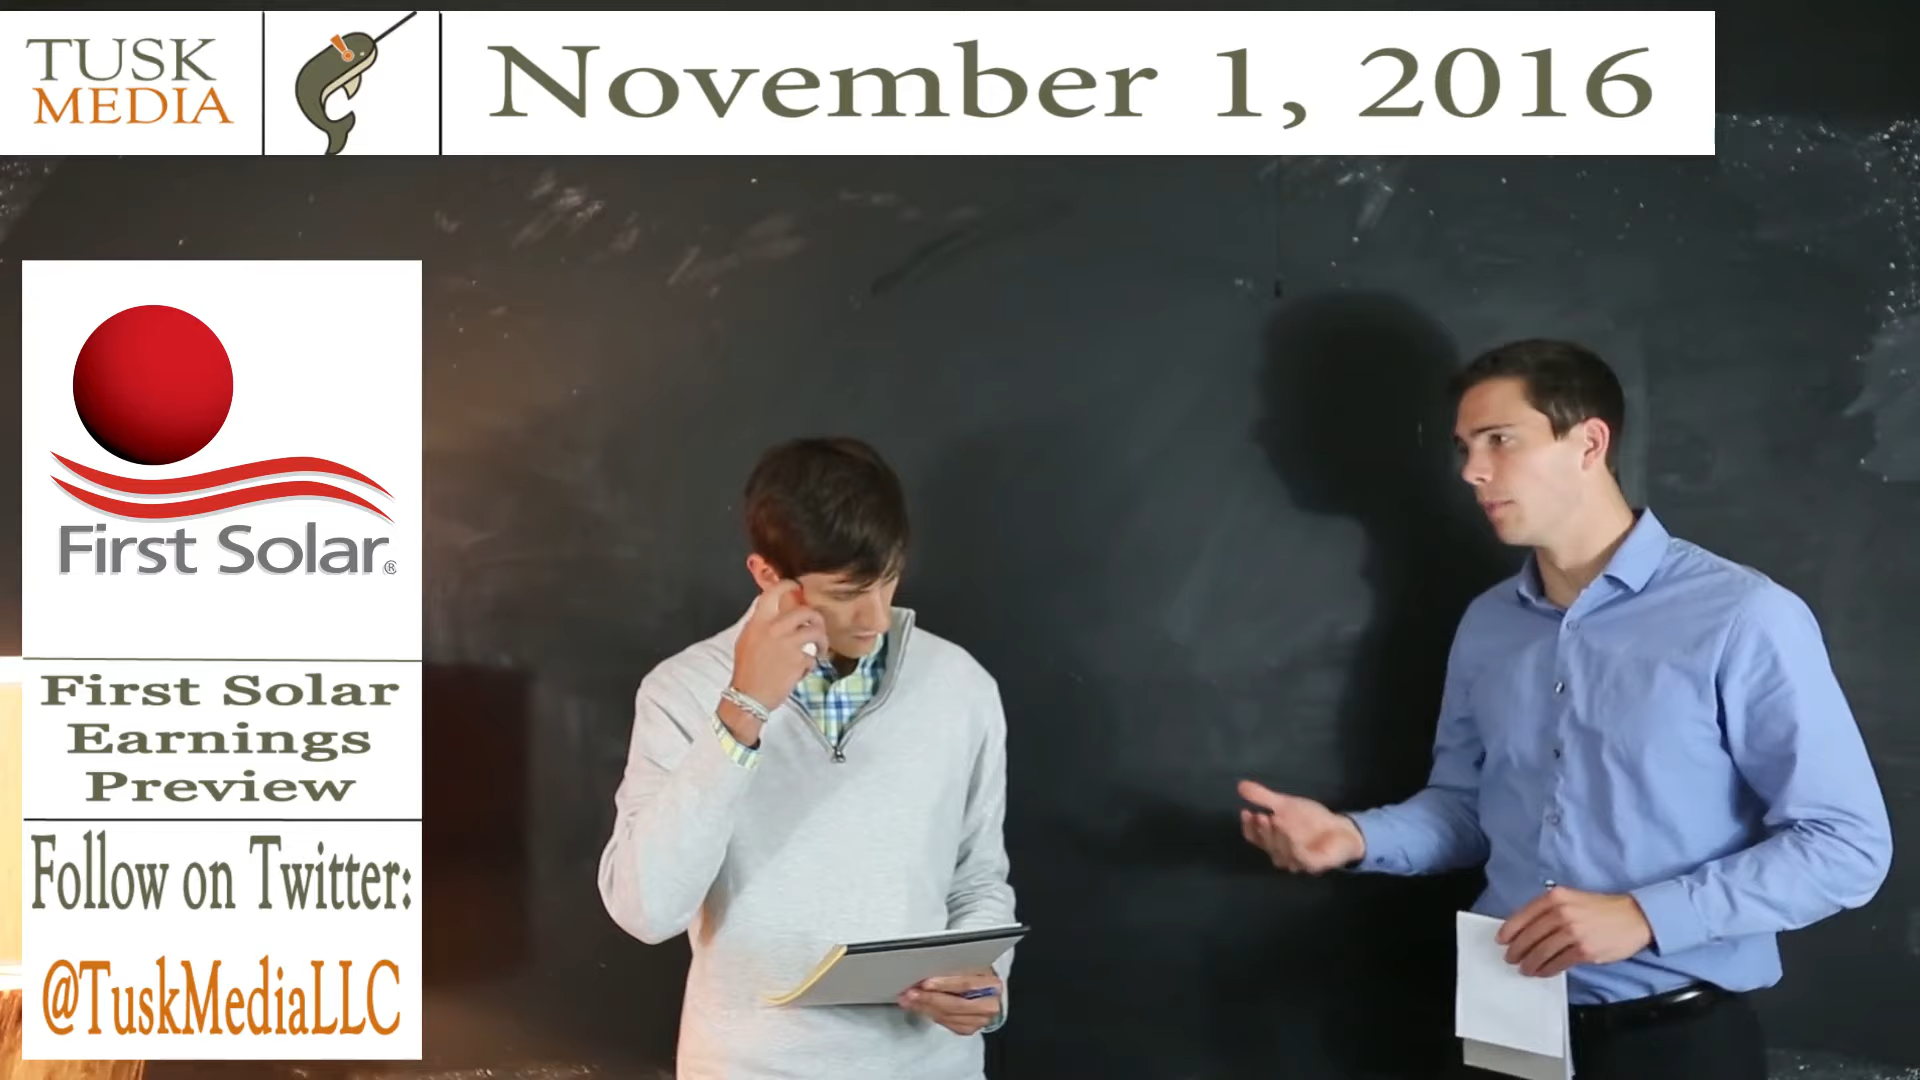 TUSK
MEDIA
November 1, 2016
First Solar®
First Solar
Earnings
Preview
Follow on Twitter:
@TuskMediaLLC